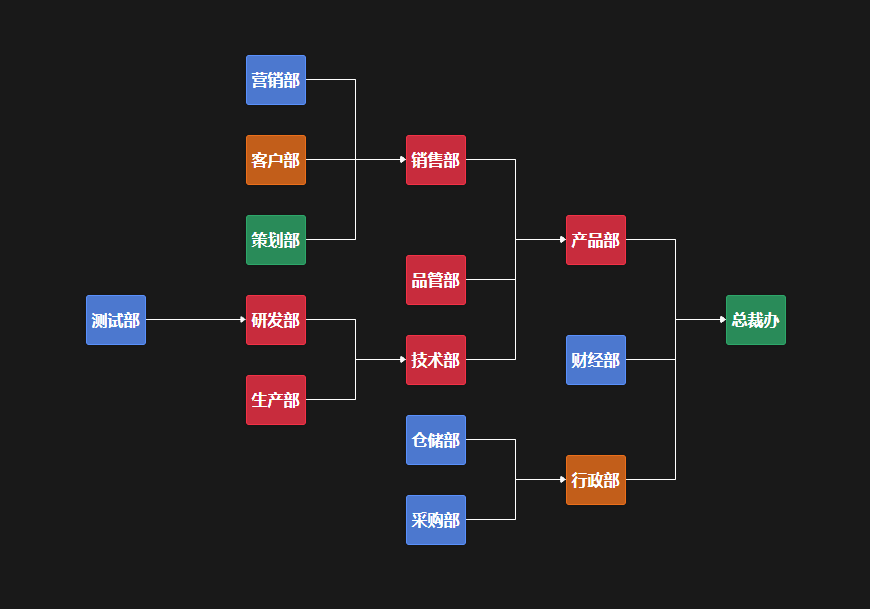 营销部
客户部
销售部
策划部
产品部
品管部
测试部
研发部
总裁办
技术部
财经部
生产部
仓储部
行政部
采购部